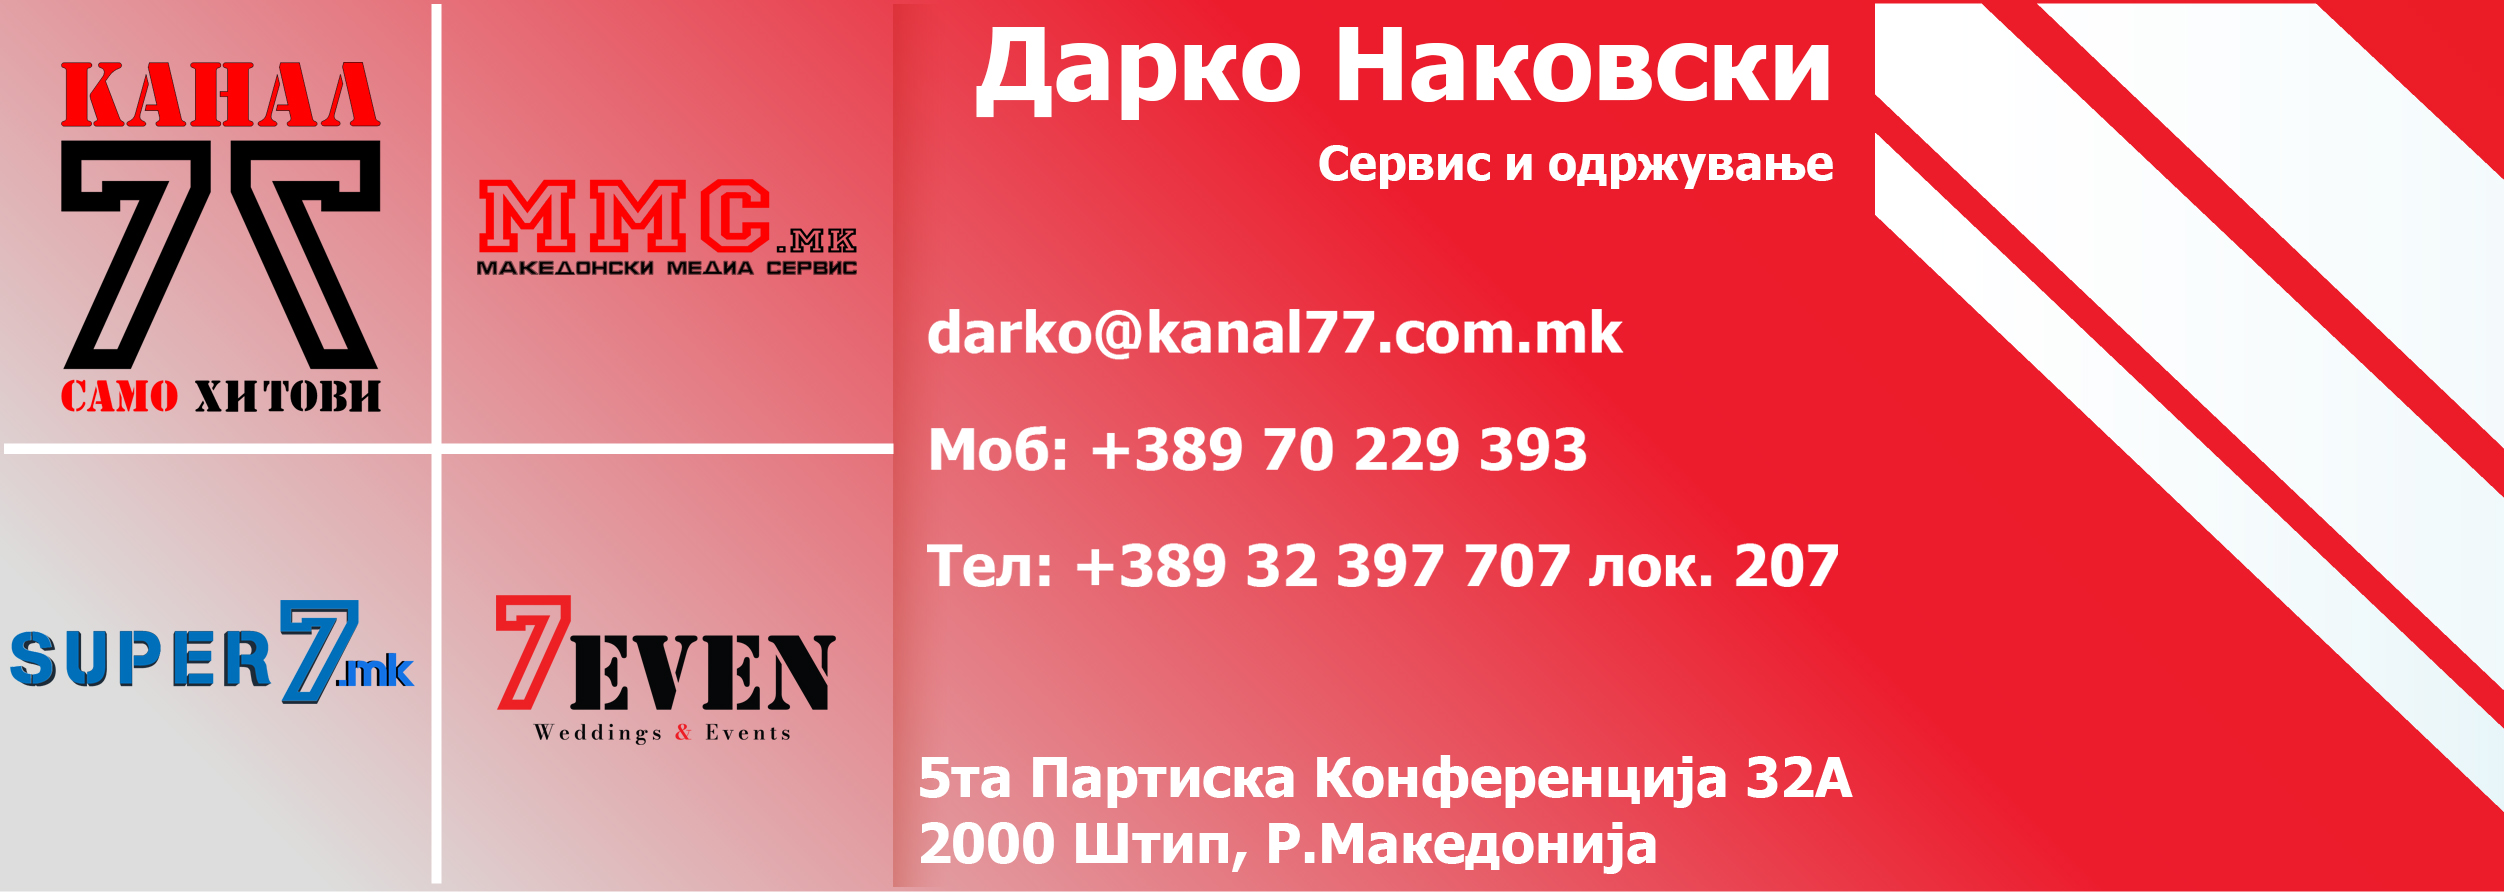 КАНАЛ
77
САМО ХИТОВИ
ММС.МК
МАКЕДОНСКИ МЕДИА СЕРВИС
SUPER7.mk
7EVEN
Weddings & Events
Дарко Наковски
Сервис и одржување
darko@kanal77.com.mk
Моб: +389 70 229 393
Тел: +389 32 397 707 лок. 207
5та Партиска Конференција 32А
2000 Штип, Р.Македонија